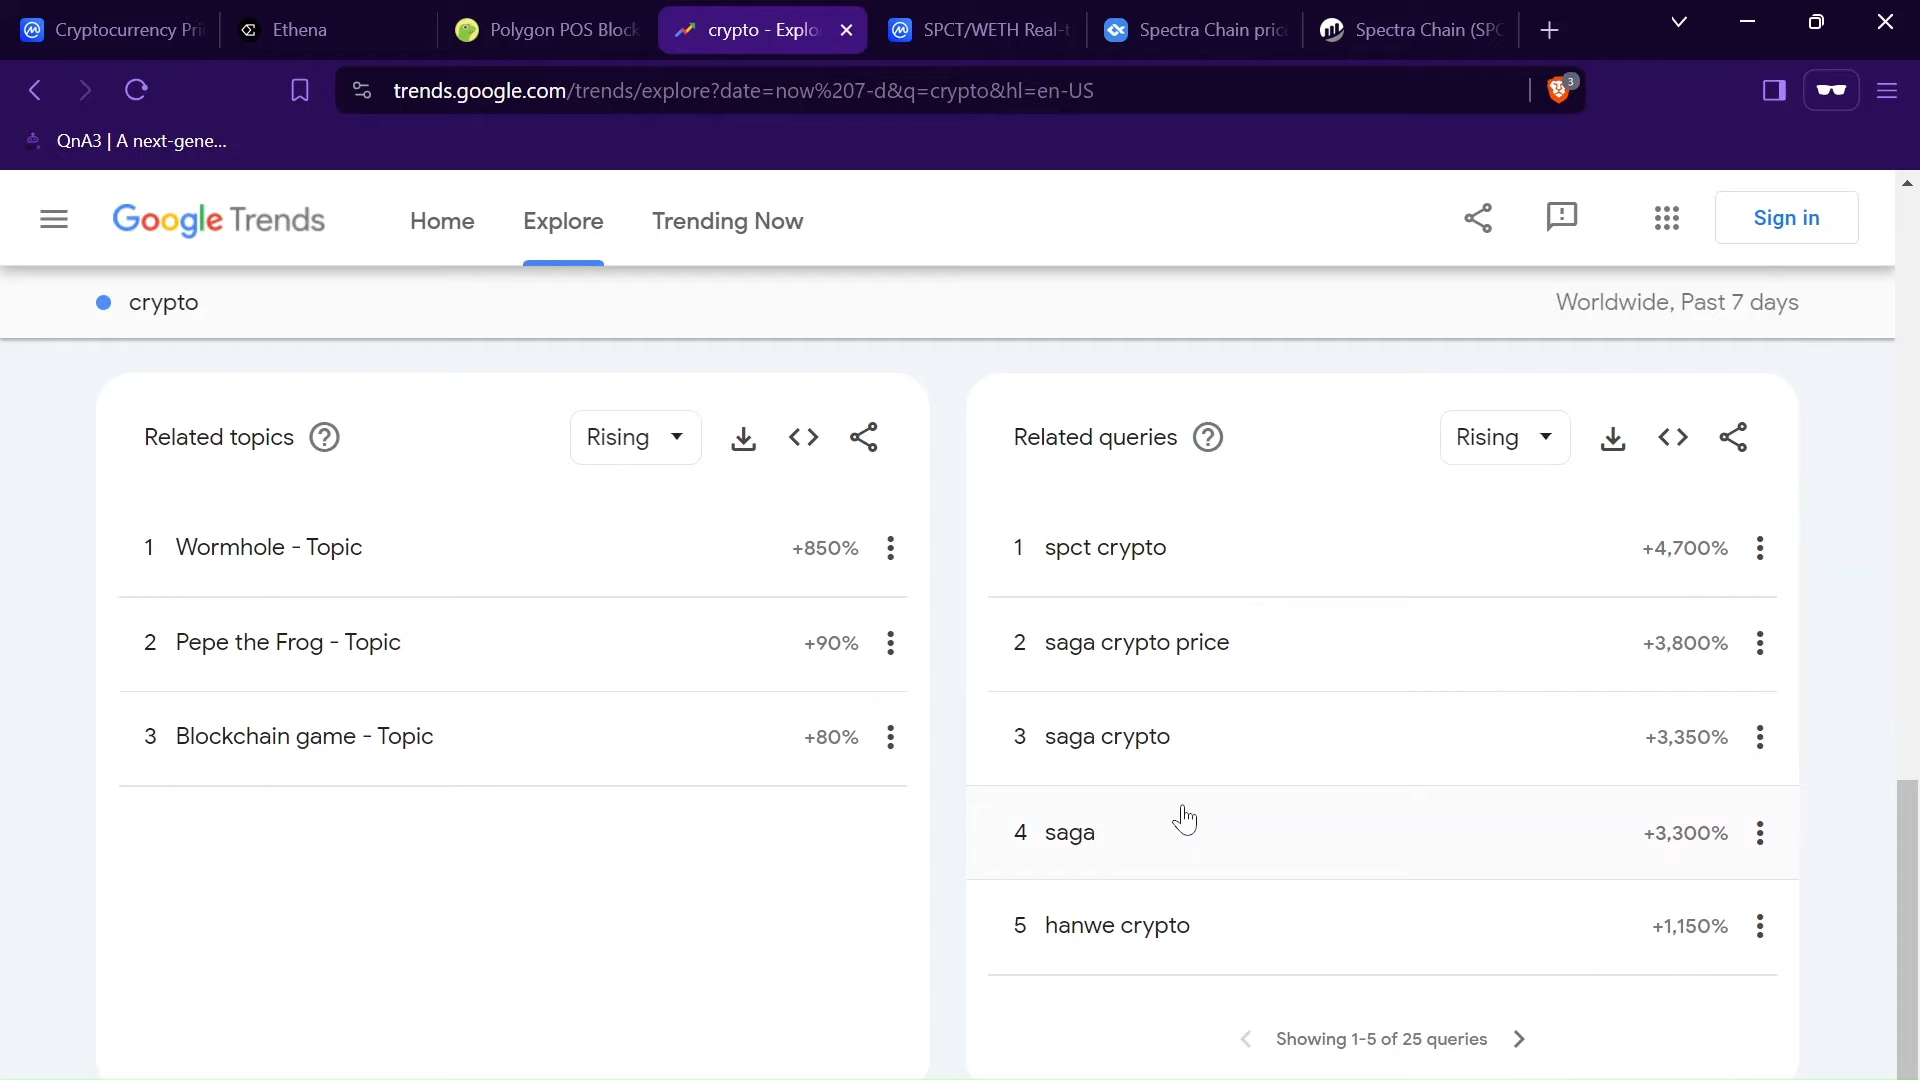 Cryptocurrency Pri
Ethena
Polygon POS Block
crypto - Explo
SPCT/WETH Real-t
Spectra Chain pric
Spectra Chain (SPC
trends.google.com/trends/explore?date=now%207-d&q=crypto&hl=en-US
3
QnA3 | A next-gene...
Google Trends
Home
Explore
Trending Now
Sign in
crypto
Worldwide, Past 7 days
Related topics
Rising
1 Wormhole - Topic +850%
2 Pepe the Frog - Topic +90%
3 Blockchain game - Topic +80%
Related queries
Rising
1 spct crypto +4,700%
2 saga crypto price +3,800%
3 saga crypto +3,350%
4 saga +3,300%
5 hanwe crypto +1,150%
Showing 1-5 of 25 queries